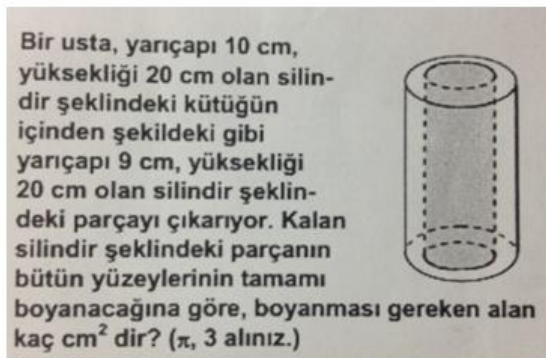 Bir usta, yarıçapı 10 cm,
yüksekliği 20 cm olan silin-
dir şeklindeki kütüğün
içinden şekildeki gibi
yarıçapı 9 cm, yüksekliği
20 cm olan silindir şeklin-
deki parçayı çıkarıyor. Kalan
silindir şeklindeki parçanın
bütün yüzeylerinin tamamı
boyanacağına göre, boyanması gereken alan
kaç cm² dir? (π, 3 alınız.)